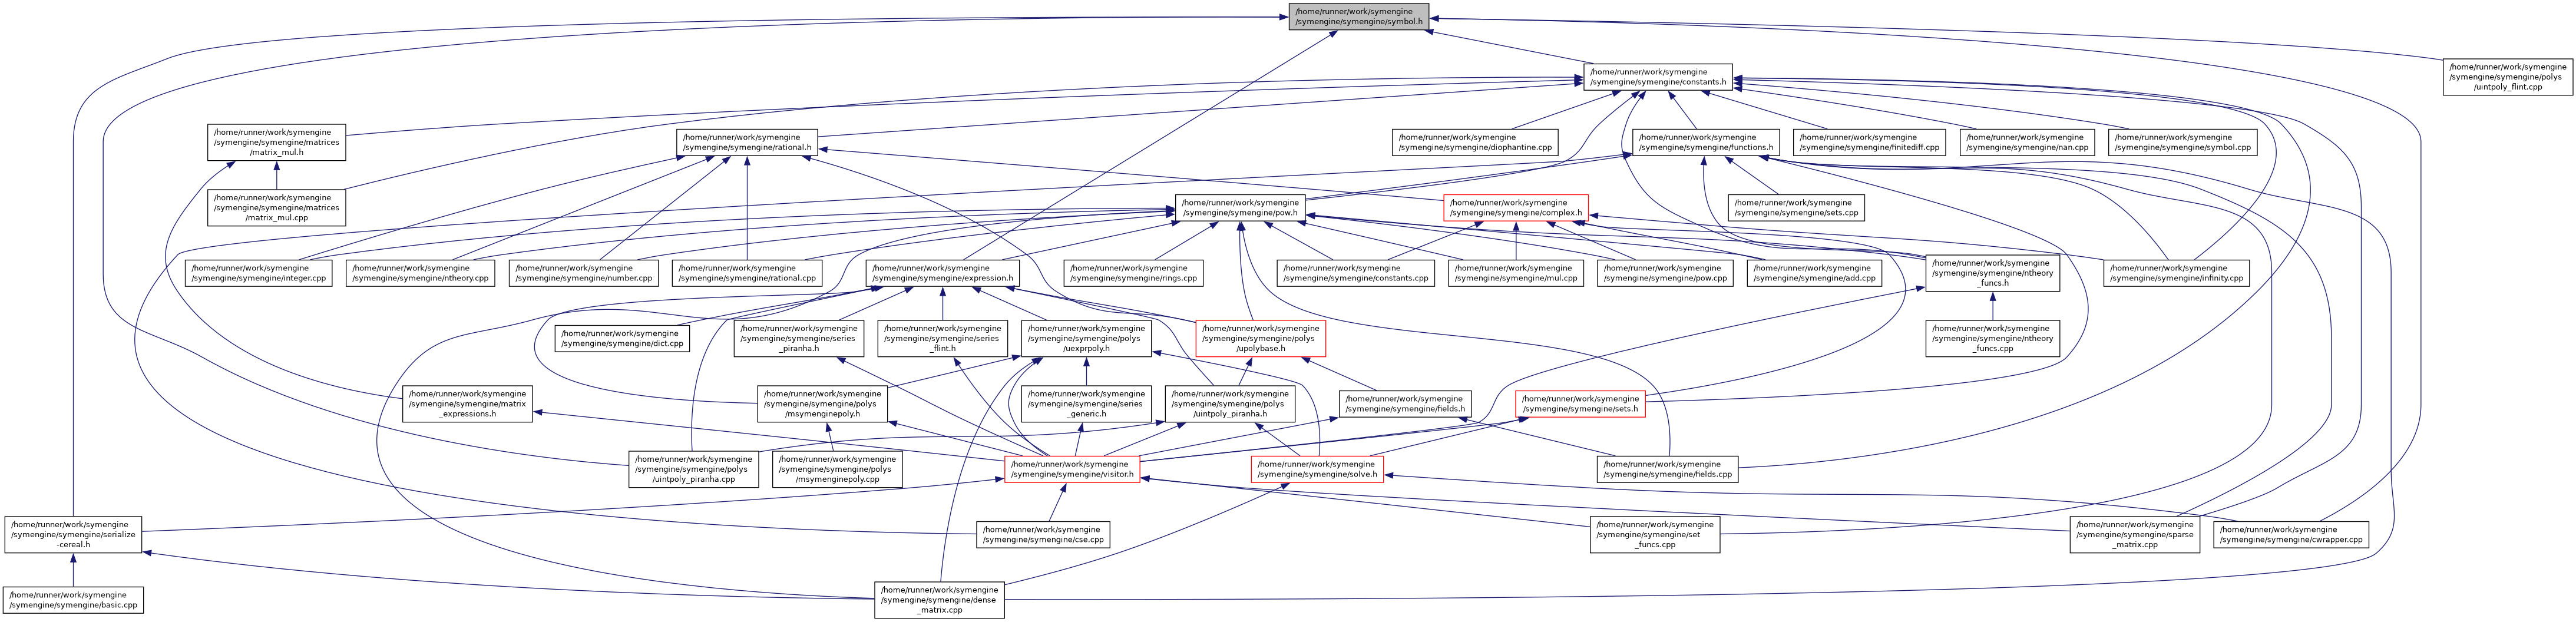 /home/runner/work/symengine
/symengine/symengine/symbol.h
/home/runner/work/symengine
/symengine/symengine/constants.h
/home/runner/work/symengine
/symengine/symengine/polys
/uintpoly_flint.cpp
/home/runner/work/symengine
/symengine/symengine/matrices
/matrix_mul.h
/home/runner/work/symengine
/symengine/symengine/rational.h
/home/runner/work/symengine
/symengine/symengine/diophantine.cpp
/home/runner/work/symengine
/symengine/symengine/functions.h
/home/runner/work/symengine
/symengine/symengine/finitediff.cpp
/home/runner/work/symengine
/symengine/symengine/nan.cpp
/home/runner/work/symengine
/symengine/symengine/symbol.cpp
/home/runner/work/symengine
/symengine/symengine/matrices
/matrix_mul.cpp
/home/runner/work/symengine
/symengine/symengine/pow.h
/home/runner/work/symengine
/symengine/symengine/complex.h
/home/runner/work/symengine
/symengine/symengine/sets.cpp
/home/runner/work/symengine
/symengine/symengine/integer.cpp
/home/runner/work/symengine
/symengine/symengine/ntheory.cpp
/home/runner/work/symengine
/symengine/symengine/number.cpp
/home/runner/work/symengine
/symengine/symengine/rational.cpp
/home/runner/work/symengine
/symengine/symengine/expression.h
/home/runner/work/symengine
/symengine/symengine/rings.cpp
/home/runner/work/symengine
/symengine/symengine/constants.cpp
/home/runner/work/symengine
/symengine/symengine/mul.cpp
/home/runner/work/symengine
/symengine/symengine/pow.cpp
/home/runner/work/symengine
/symengine/symengine/add.cpp
/home/runner/work/symengine
/symengine/symengine/ntheory
_funcs.h
/home/runner/work/symengine
/symengine/symengine/infinity.cpp
/home/runner/work/symengine
/symengine/symengine/dict.cpp
/home/runner/work/symengine
/symengine/symengine/series
_piranha.h
/home/runner/work/symengine
/symengine/symengine/series
_flint.h
/home/runner/work/symengine
/symengine/symengine/polys
/uexprpoly.h
/home/runner/work/symengine
/symengine/symengine/polys
/upolybase.h
/home/runner/work/symengine
/symengine/symengine/ntheory
_funcs.cpp
/home/runner/work/symengine
/symengine/symengine/matrix
_expressions.h
/home/runner/work/symengine
/symengine/symengine/polys
/msymenginepoly.h
/home/runner/work/symengine
/symengine/symengine/series
_generic.h
/home/runner/work/symengine
/symengine/symengine/polys
/uintpoly_piranha.h
/home/runner/work/symengine
/symengine/symengine/fields.h
/home/runner/work/symengine
/symengine/symengine/sets.h
/home/runner/work/symengine
/symengine/symengine/polys
/uintpoly_piranha.cpp
/home/runner/work/symengine
/symengine/symengine/polys
/msymenginepoly.cpp
/home/runner/work/symengine
/symengine/symengine/visitor.h
/home/runner/work/symengine
/symengine/symengine/solve.h
/home/runner/work/symengine
/symengine/symengine/fields.cpp
/home/runner/work/symengine
/symengine/symengine/serialize
-cereal.h
/home/runner/work/symengine
/symengine/symengine/cse.cpp
/home/runner/work/symengine
/symengine/symengine/set
_funcs.cpp
/home/runner/work/symengine
/symengine/symengine/sparse
_matrix.cpp
/home/runner/work/symengine
/symengine/symengine/cwrapper.cpp
/home/runner/work/symengine
/symengine/symengine/basic.cpp
/home/runner/work/symengine
/symengine/symengine/dense
_matrix.cpp